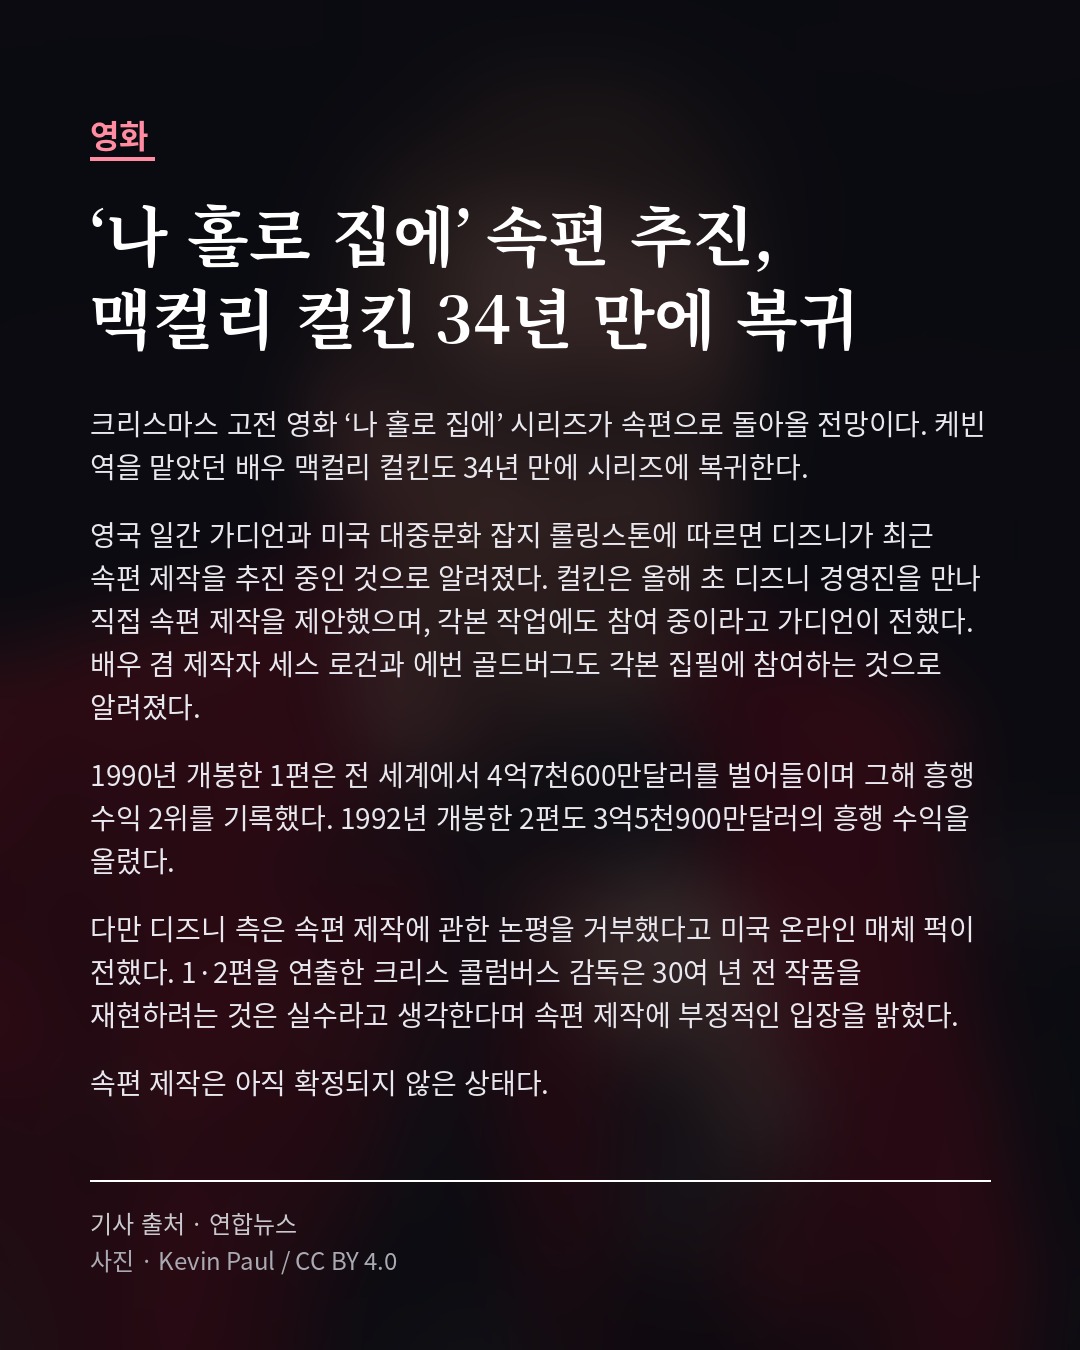 영화
‘나 홀로 집에’ 속편 추진,
맥컬리 컬킨 34년 만에 복귀
크리스마스 고전 영화 ‘나 홀로 집에’ 시리즈가 속편으로 돌아올 전망이다. 케빈
역을 맡았던 배우 맥컬리 컬킨도 34년 만에 시리즈에 복귀한다.
영국 일간 가디언과 미국 대중문화 잡지 롤링스톤에 따르면 디즈니가 최근
속편 제작을 추진 중인 것으로 알려졌다. 컬킨은 올해 초 디즈니 경영진을 만나
직접 속편 제작을 제안했으며, 각본 작업에도 참여 중이라고 가디언이 전했다.
배우 겸 제작자 세스 로건과 에번 골드버그도 각본 집필에 참여하는 것으로
알려졌다.
1990년 개봉한 1편은 전 세계에서 4억7천600만달러를 벌어들이며 그해 흥행
수익 2위를 기록했다. 1992년 개봉한 2편도 3억5천900만달러의 흥행 수익을
올렸다.
다만 디즈니 측은 속편 제작에 관한 논평을 거부했다고 미국 온라인 매체 퍽이
전했다. 1·2편을 연출한 크리스 콜럼버스 감독은 30여 년 전 작품을
재현하려는 것은 실수라고 생각한다며 속편 제작에 부정적인 입장을 밝혔다.
속편 제작은 아직 확정되지 않은 상태다.
기사 출처 · 연합뉴스
사진 · Kevin Paul / CC BY 4.0